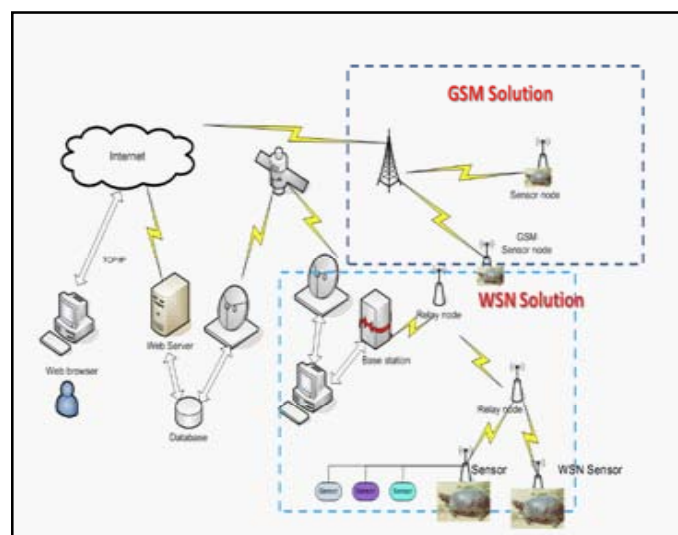 GSM Solution
Internet
Sensor node
GSM
Sensor node
TCP/IP
WSN Solution
Relay node
Web Server
Base station
Web browser
Relay node
Database
Sensor
WSN Sensor
Sensor
Sensor
Sensor